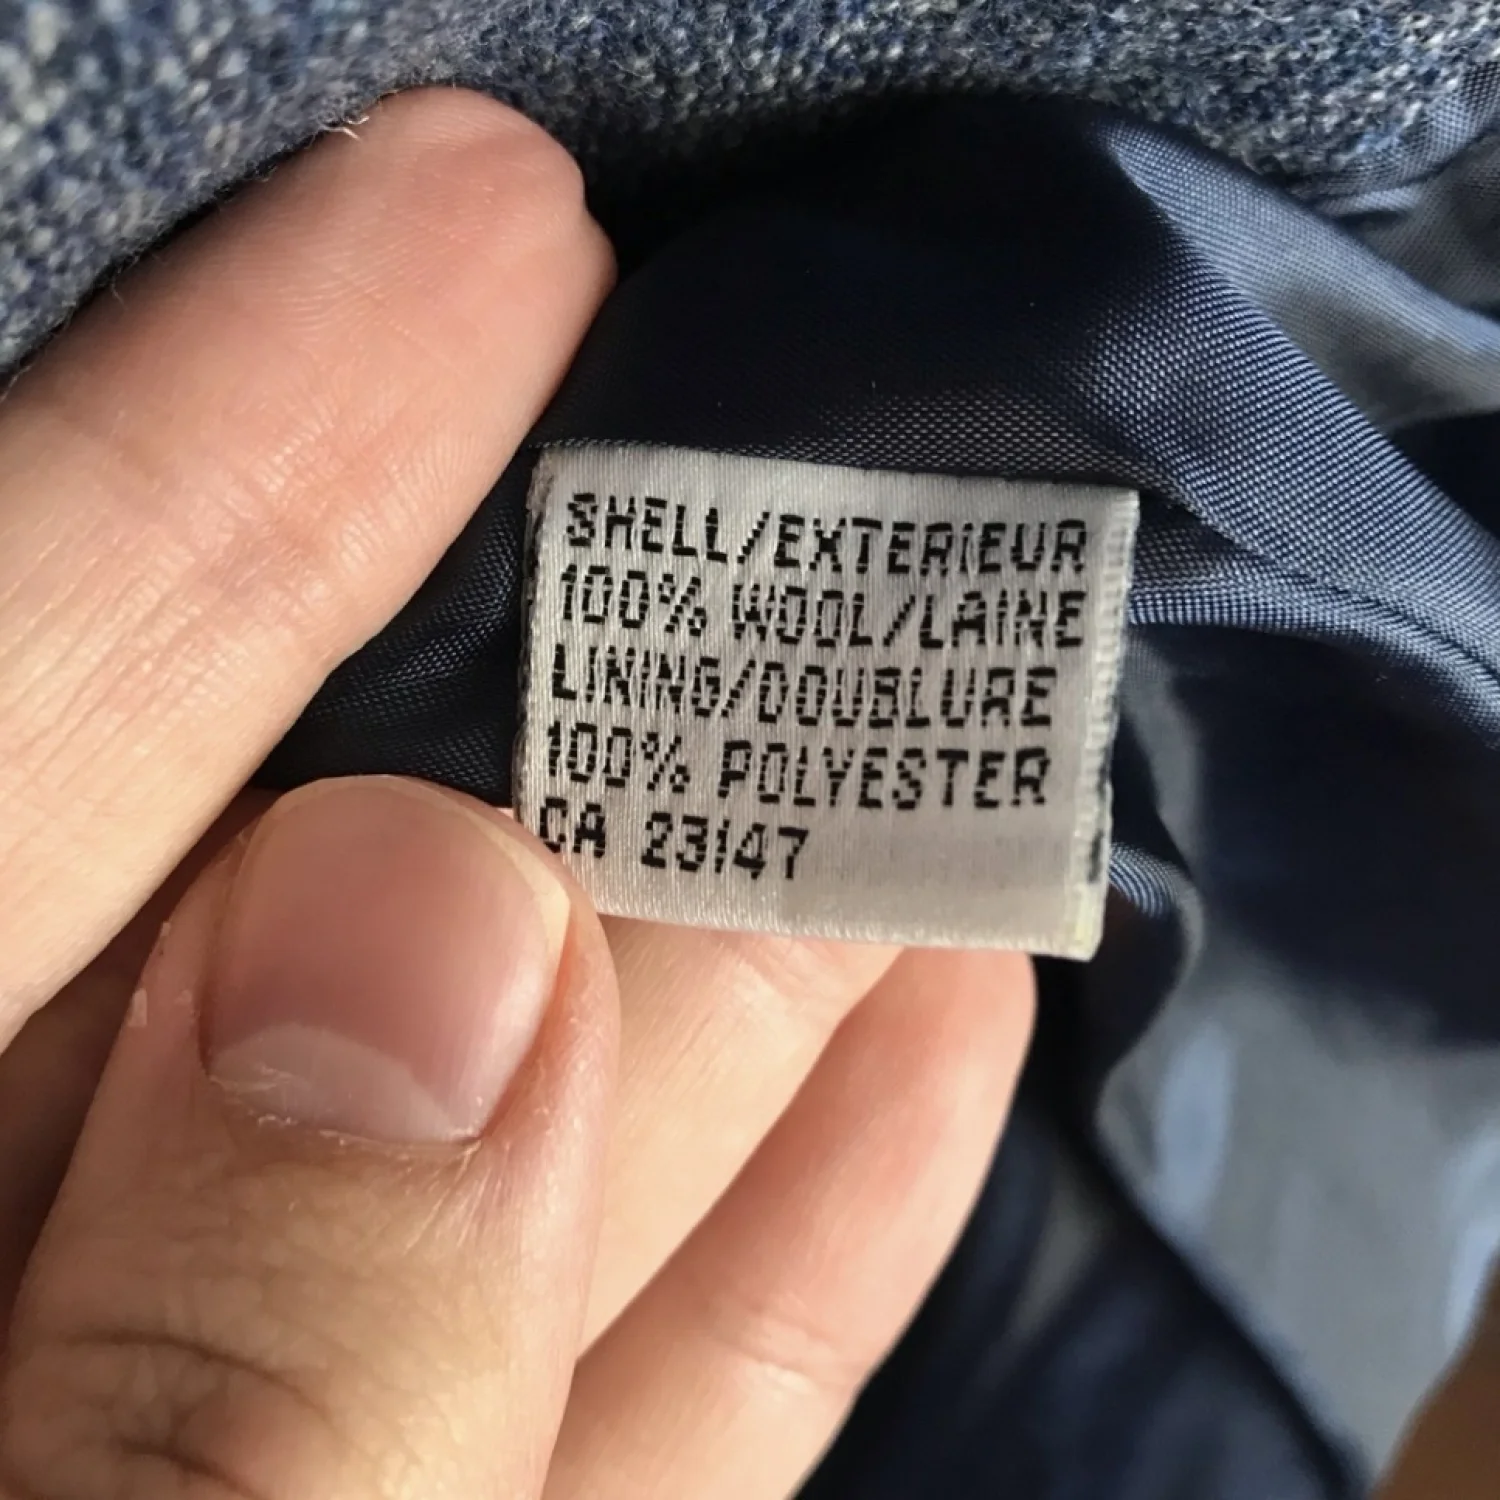 SHELL/EXTERIEUR
100% WOOL/LAINE
LINING/DOUBLURE
100% POLYESTER
CA 23147